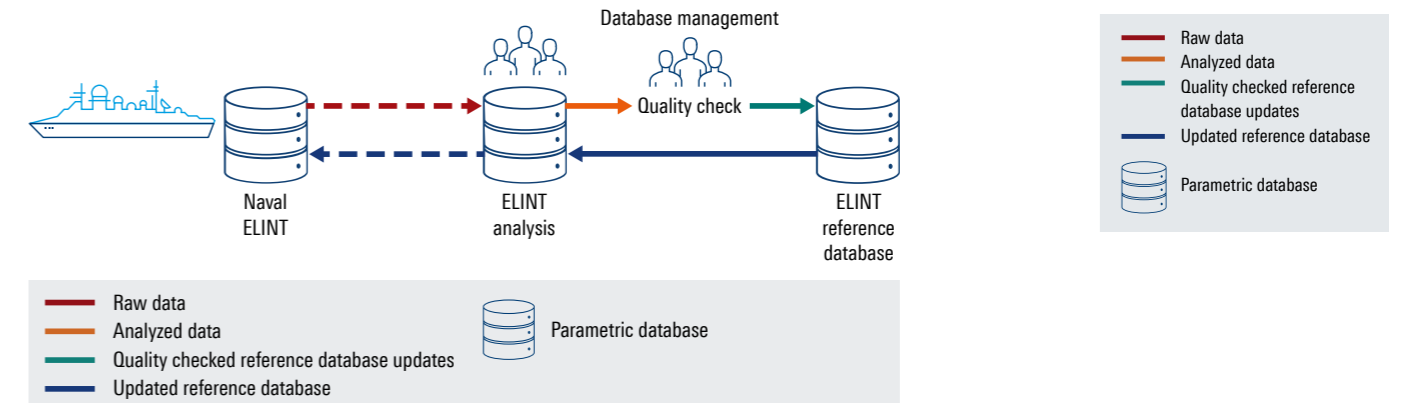 Database management
Quality check
Naval
ELINT
ELINT
analysis
ELINT
reference
database
Raw data
Analyzed data
Quality checked reference database updates
Updated reference database
Parametric database
Raw data
Analyzed data
Quality checked reference
database updates
Updated reference database
Parametric database